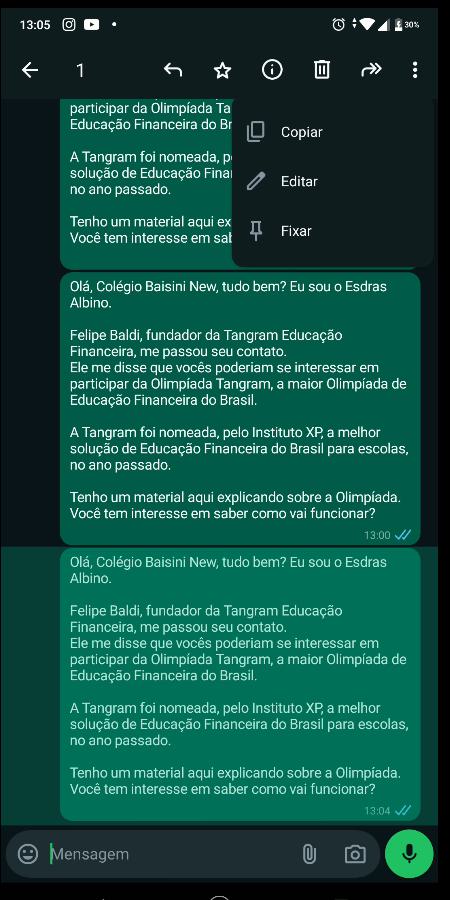 13:05
30%
1
participar da Olimpíada Ta
Educação Financeira do Br
A Tangram foi nomeada, pe
solução de Educação Finan
no ano passado.
Tenho um material aqui ex
Você tem interesse em sab
Copiar
Editar
Fixar
Olá, Colégio Baisini New, tudo bem? Eu sou o Esdras
Albino.
Felipe Baldi, fundador da Tangram Educação
Financeira, me passou seu contato.
Ele me disse que vocês poderiam se interessar em
participar da Olimpíada Tangram, a maior Olimpíada de
Educação Financeira do Brasil.
A Tangram foi nomeada, pelo Instituto XP, a melhor
solução de Educação Financeira do Brasil para escolas,
no ano passado.
Tenho um material aqui explicando sobre a Olimpíada.
Você tem interesse em saber como vai funcionar?
13:00
Olá, Colégio Baisini New, tudo bem? Eu sou o Esdras
Albino.
Felipe Baldi, fundador da Tangram Educação
Financeira, me passou seu contato.
Ele me disse que vocês poderiam se interessar em
participar da Olimpíada Tangram, a maior Olimpíada de
Educação Financeira do Brasil.
A Tangram foi nomeada, pelo Instituto XP, a melhor
solução de Educação Financeira do Brasil para escolas,
no ano passado.
Tenho um material aqui explicando sobre a Olimpíada.
Você tem interesse em saber como vai funcionar?
13:04
Mensagem